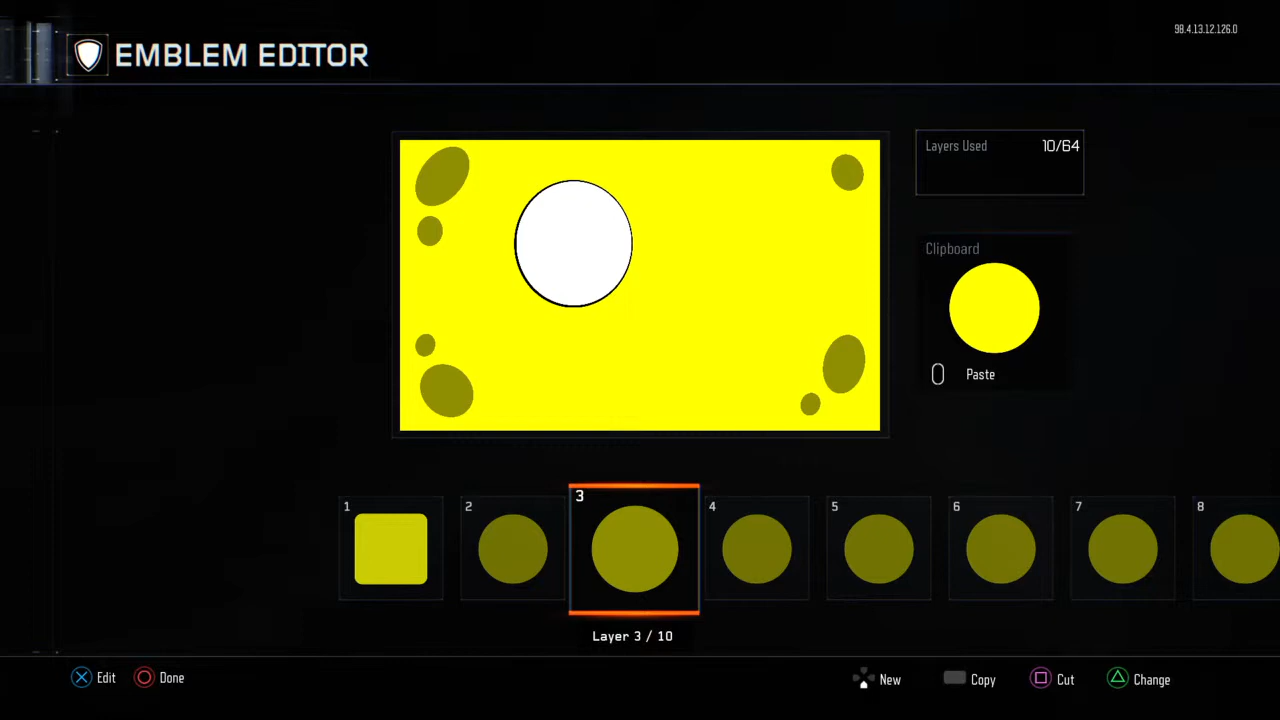 98.4.13.12.126.0
EMBLEM EDITOR
Layers Used 10/64
Clipboard
Paste
1 2 3 4 5 6 7 8
Layer 3 / 10
Edit Done New Copy Cut Change